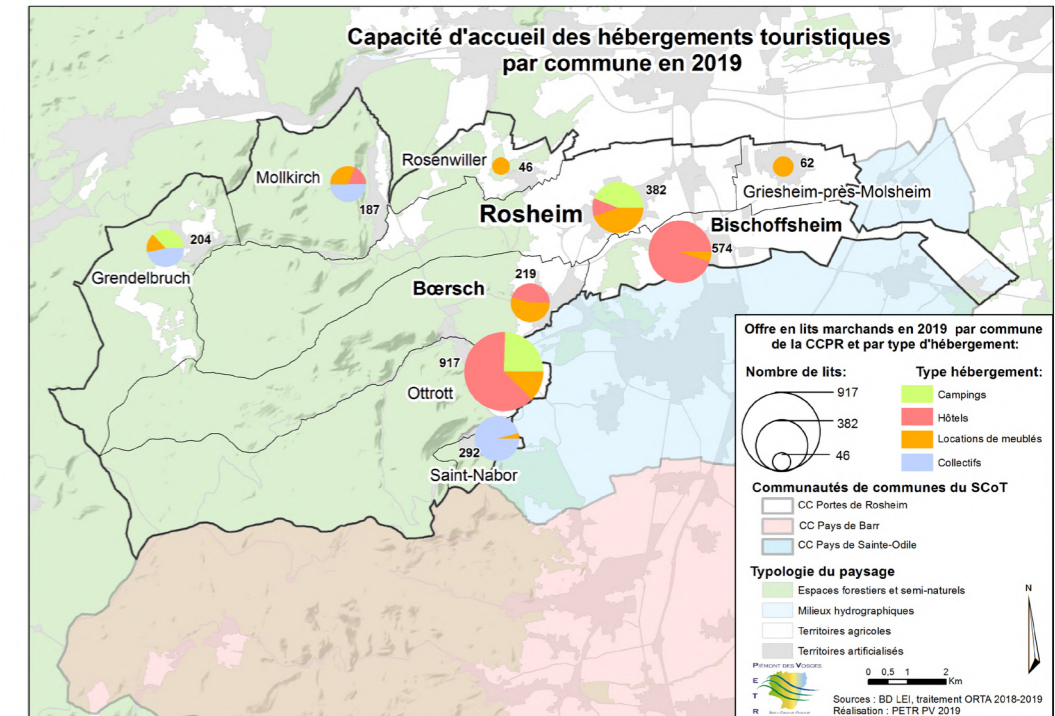 Capacité d'accueil des hébergements touristiques
par commune en 2019
Rosenwiller
46
62
Mollkirch
187
Griesheim-près-Molsheim
382
Rosheim
Bischoffsheim
574
204
Grendelbruch
219
Bœrsch
917
Ottrott
292
Saint-Nabor
Offre en lits marchands en 2019 par commune
de la CCPR et par type d'hébergement:
Nombre de lits:
917
382
46
Type hébergement:
Campings
Hôtels
Locations de meublés
Collectifs
Communautés de communes du SCoT
CC Portes de Rosheim
CC Pays de Barr
CC Pays de Sainte-Odile
Typologie du paysage
Espaces forestiers et semi-naturels
Milieux hydrographiques
Territoires agricoles
Territoires artificialisés
N
PIÉMONT DES VOSGES
P
E
T
R
0 0,5 1 2
Km
Sources : BD LEI, traitement ORTA 2018-2019
Réalisation : PETR PV 2019